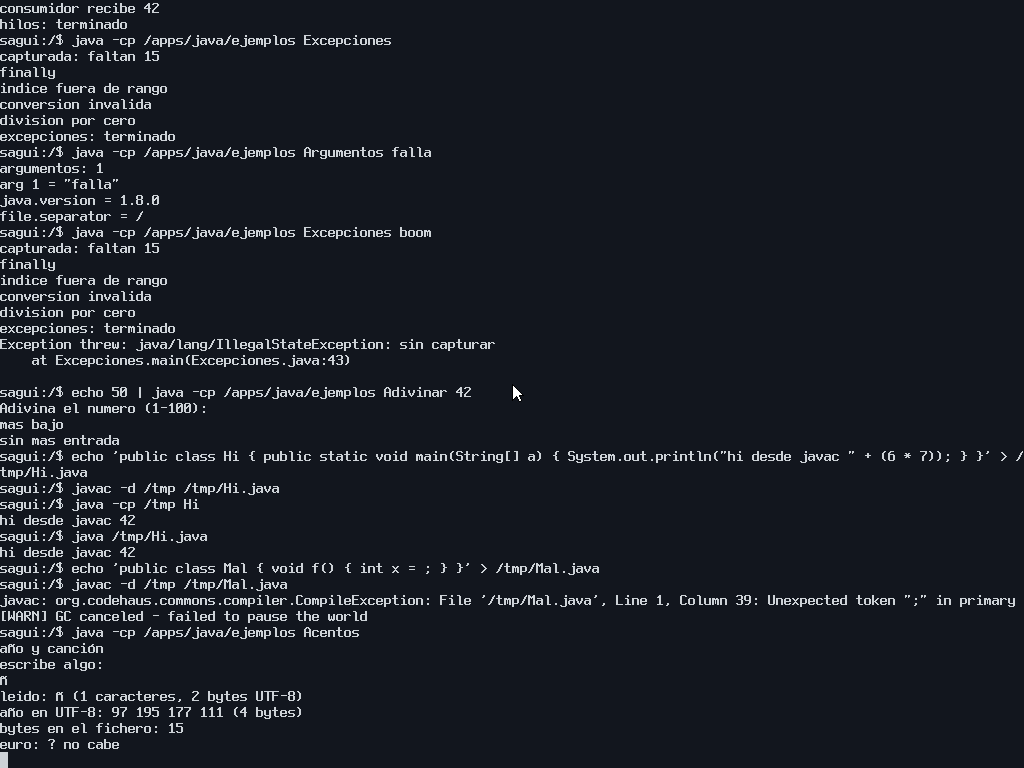 consumidor recibe 42
hilos: terminado
sagui:/$ java -cp /apps/java/ejemplos Excepciones
capturada: faltan 15
finally
indice fuera de rango
conversion invalida
division por cero
excepciones: terminado
sagui:/$ java -cp /apps/java/ejemplos Argumentos falla
argumentos: 1
arg 1 = "falla"
java.version = 1.8.0
file.separator = /
sagui:/$ java -cp /apps/java/ejemplos Excepciones boom
capturada: faltan 15
finally
indice fuera de rango
conversion invalida
division por cero
excepciones: terminado
Exception threw: java/lang/IllegalStateException: sin capturar
    at Excepciones.main(Excepciones.java:43)
sagui:/$ echo 50 | java -cp /apps/java/ejemplos Adivinar 42
Adivina el numero (1-100):
mas bajo
sin mas entrada
sagui:/$ echo 'public class Hi { public static void main(String[] a) { System.out.println("hi desde javac " + (6 * 7)); } }' > /
tmp/Hi.java
sagui:/$ javac -d /tmp /tmp/Hi.java
sagui:/$ java -cp /tmp Hi
hi desde javac 42
sagui:/$ java /tmp/Hi.java
hi desde javac 42
sagui:/$ echo 'public class Mal { void f() { int x = ; } }' > /tmp/Mal.java
sagui:/$ javac -d /tmp /tmp/Mal.java
javac: org.codehaus.commons.compiler.CompileException: File '/tmp/Mal.java', Line 1, Column 39: Unexpected token ";" in primary
[WARN] GC canceled - failed to pause the world
sagui:/$ java -cp /apps/java/ejemplos Acentos
año y canción
escribe algo:
ñ
leido: ñ (1 caracteres, 2 bytes UTF-8)
año en UTF-8: 97 195 177 111 (4 bytes)
bytes en el fichero: 15
euro: ? no cabe